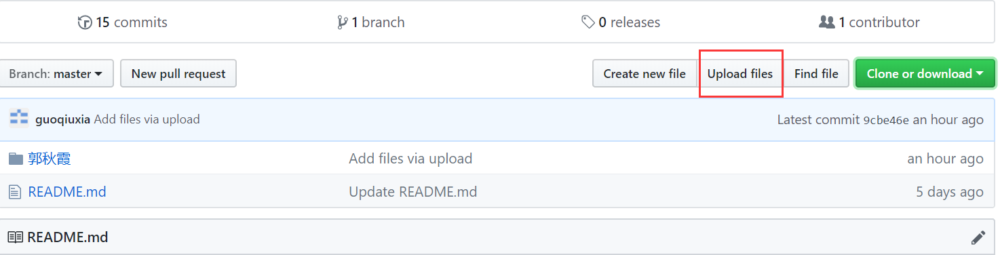 15 commits 1 branch 0 releases 1 contributor
Branch: master New pull request Create new file Upload files Find file Clone or download
guoqiuxia Add files via upload Latest commit 9cbe46e an hour ago
郭秋霞 Add files via upload an hour ago
README.md Update README.md 5 days ago
README.md